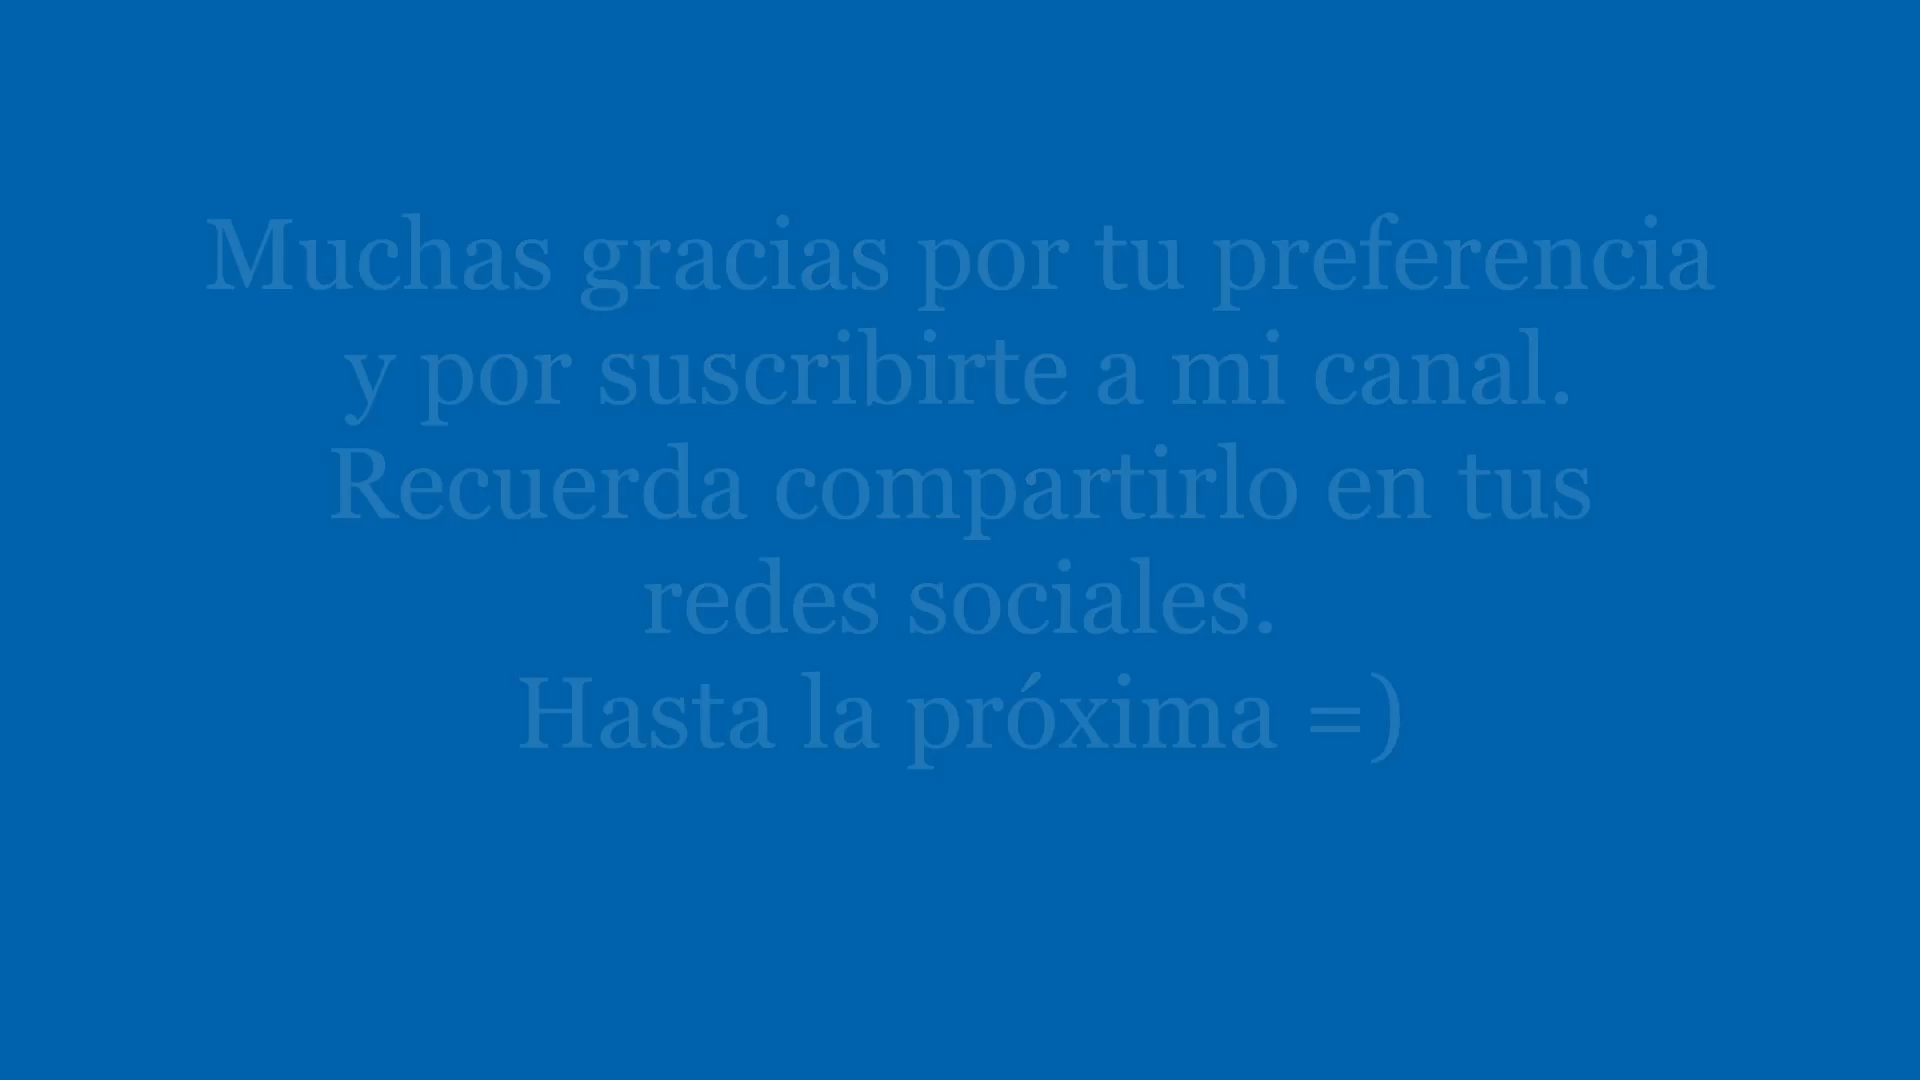 Muchas gracias por tu preferencia
y por suscribirte a mi canal.
Recuerda compartirlo en tus
redes sociales.
Hasta la próxima =)